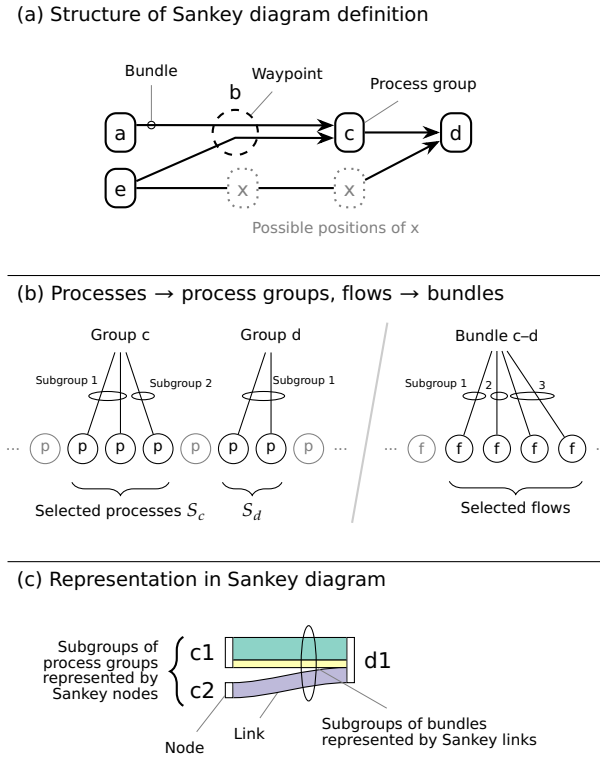 (a) Structure of Sankey diagram definition
Bundle
Waypoint
b
Process group
a
c
d
e
x
x
Possible positions of x
(b) Processes → process groups, flows → bundles
Group c
Group d
Bundle c–d
Subgroup 1
Subgroup 2
Subgroup 1
Subgroup 1
2
3
... p p p p p p p p ...
... f f f f f ...
Selected processes S_c
S_d
Selected flows
(c) Representation in Sankey diagram
Subgroups of
process groups
represented by
Sankey nodes
c1
c2
d1
Node
Link
Subgroups of bundles
represented by Sankey links